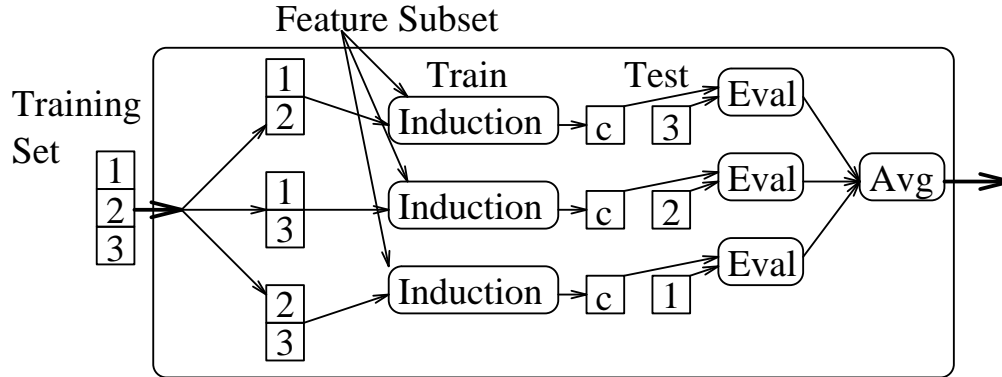 Feature Subset
Training
Set
1
2
3
Train
Test
1
2
Induction
c
3
Eval
1
3
Induction
c
2
Eval
Avg
2
3
Induction
c
1
Eval